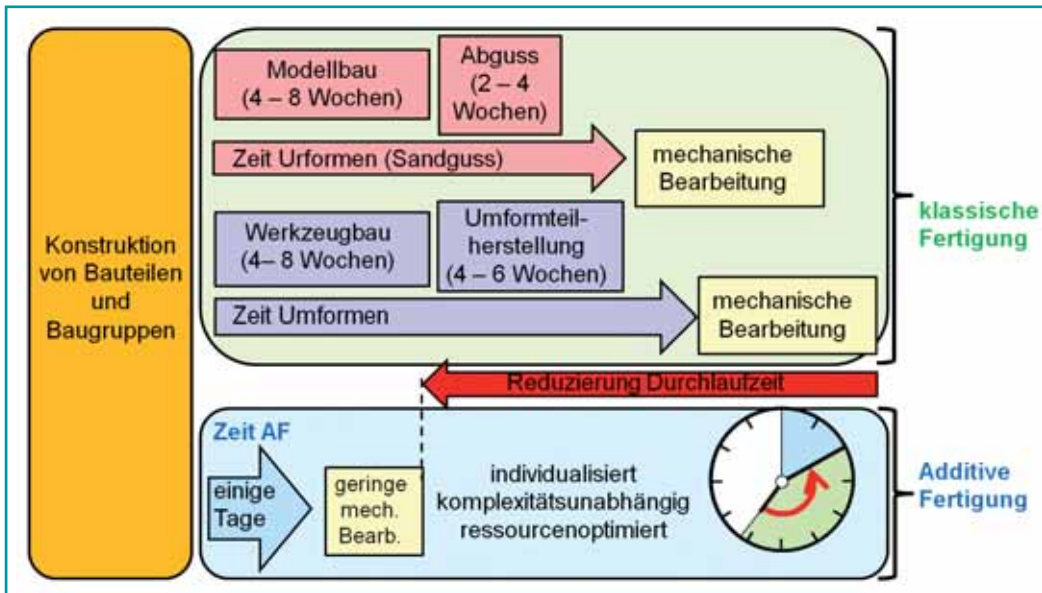 Konstruktion
von Bauteilen
und
Baugruppen
Modellbau
(4 – 8 Wochen)
Abguss
(2 – 4
Wochen)
Zeit Urformen (Sandguss)
mechanische
Bearbeitung
Werkzeugbau
(4– 8 Wochen)
Umformteil-
herstellung
(4 – 6 Wochen)
Zeit Umformen
mechanische
Bearbeitung
klassische
Fertigung
Reduzierung Durchlaufzeit
Zeit AF
einige
Tage
geringe
mech.
Bearb.
individualisiert
komplexitätsunabhängig
ressourcenoptimiert
Additive
Fertigung